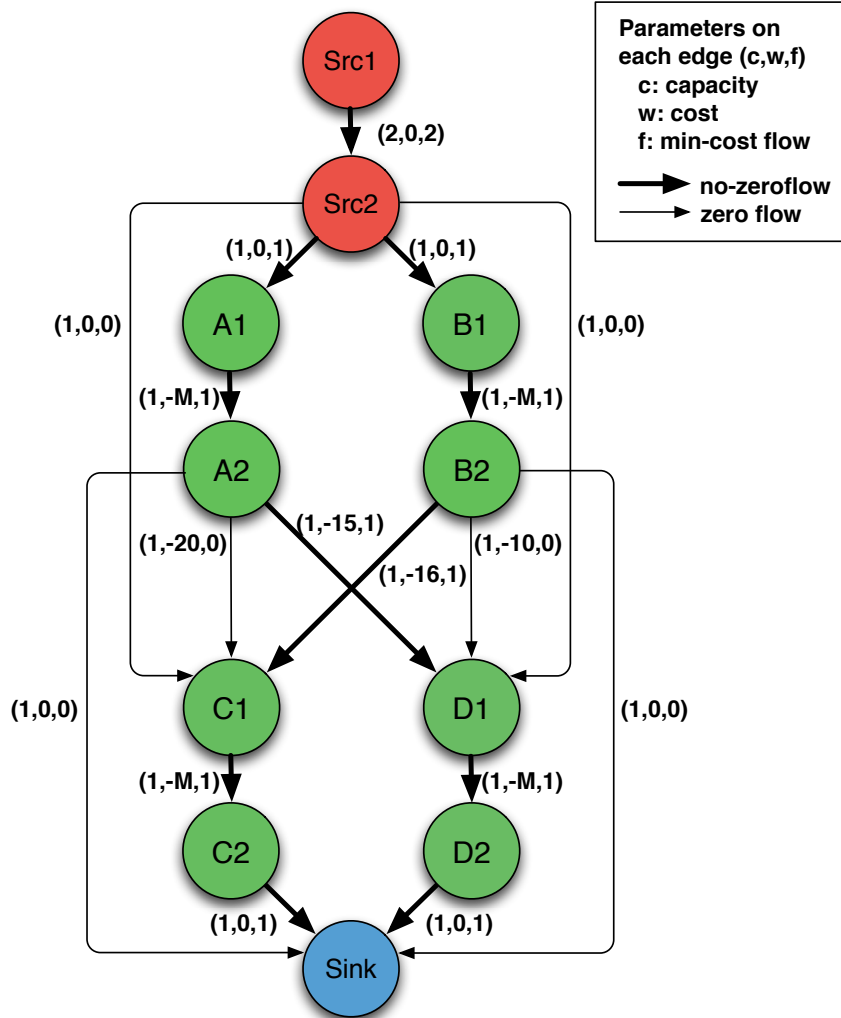 Src1
Parameters on
each edge (c,w,f)
c: capacity
w: cost
f: min-cost flow
no-zeroflow
zero flow
(2,0,2)
Src2
(1,0,1)
(1,0,1)
(1,0,0)
A1
B1
(1,0,0)
(1,-M,1)
(1,-M,1)
A2
B2
(1,-20,0)
(1,-15,1)
(1,-16,1)
(1,-10,0)
(1,0,0)
C1
D1
(1,0,0)
(1,-M,1)
(1,-M,1)
C2
D2
(1,0,1)
(1,0,1)
Sink